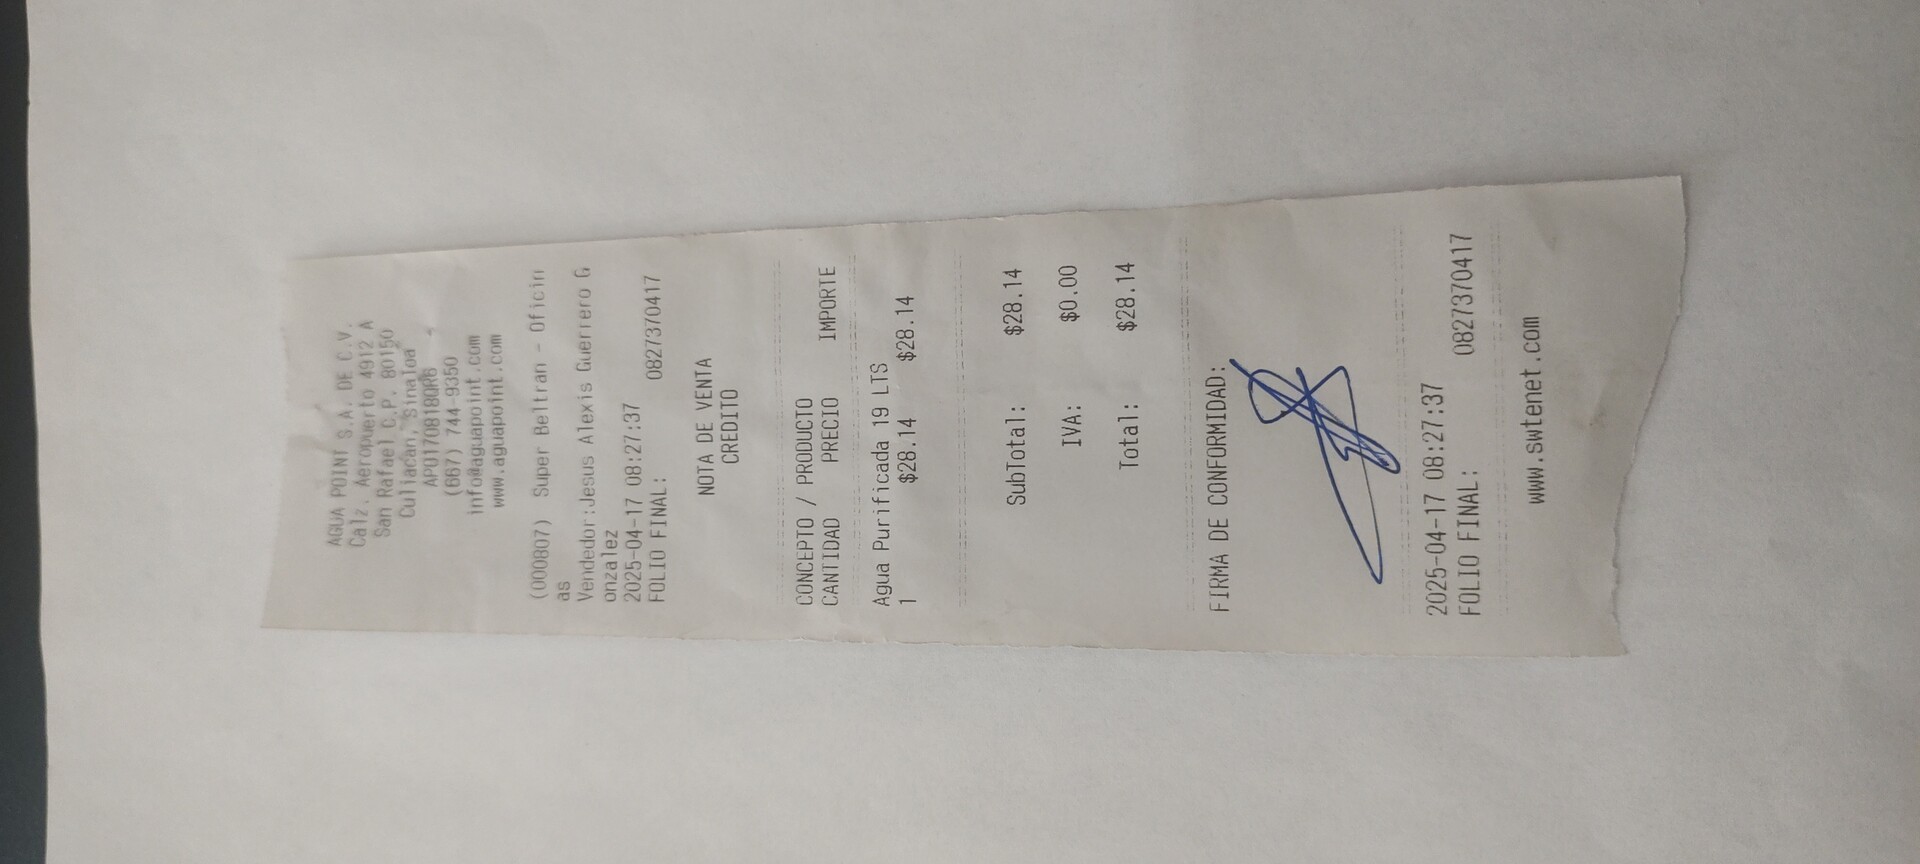 AGUA POINT S.A. DE C.V.
Calz. Aeropuerto 4912 A
San Rafael C.P. 80150
Culiacan, Sinaloa
APO170818QR6
(667) 744-9350
info@aguapoint.com
www.aguapoint.com
(000807) Super Beltran - Oficin
as
Vendedor:Jesus Alexis Guerrero G
onzalez
2025-04-17 08:27:37
FOLIO FINAL: 0827370417
NOTA DE VENTA
CREDITO
CONCEPTO / PRODUCTO
CANTIDAD PRECIO IMPORTE
Agua Purificada 19 LTS
1 $28.14 $28.14
SubTotal: $28.14
IVA: $0.00
Total: $28.14
FIRMA DE CONFORMIDAD:
2025-04-17 08:27:37
FOLIO FINAL: 0827370417
www.swtenet.com